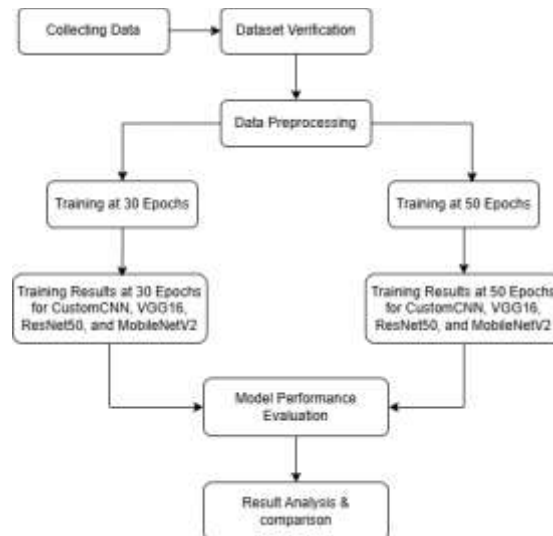 Collecting Data
Dataset Verification
Data Preprocessing
Training at 30 Epochs
Training at 50 Epochs
Training Results at 30 Epochs
for CustomCNN, VGG16,
ResNet50, and MobileNetV2
Training Results at 50 Epochs
for CustomCNN, VGG16,
ResNet50, and MobileNetV2
Model Performance
Evaluation
Result Analysis &
comparison